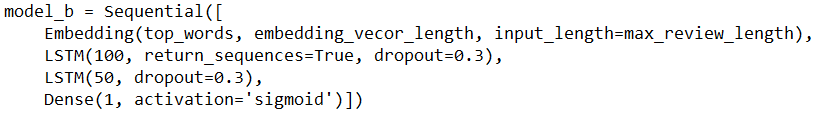 model_b = Sequential([
    Embedding(top_words, embedding_vecor_length, input_length=max_review_length),
    LSTM(100, return_sequences=True, dropout=0.3),
    LSTM(50, dropout=0.3),
    Dense(1, activation='sigmoid')])